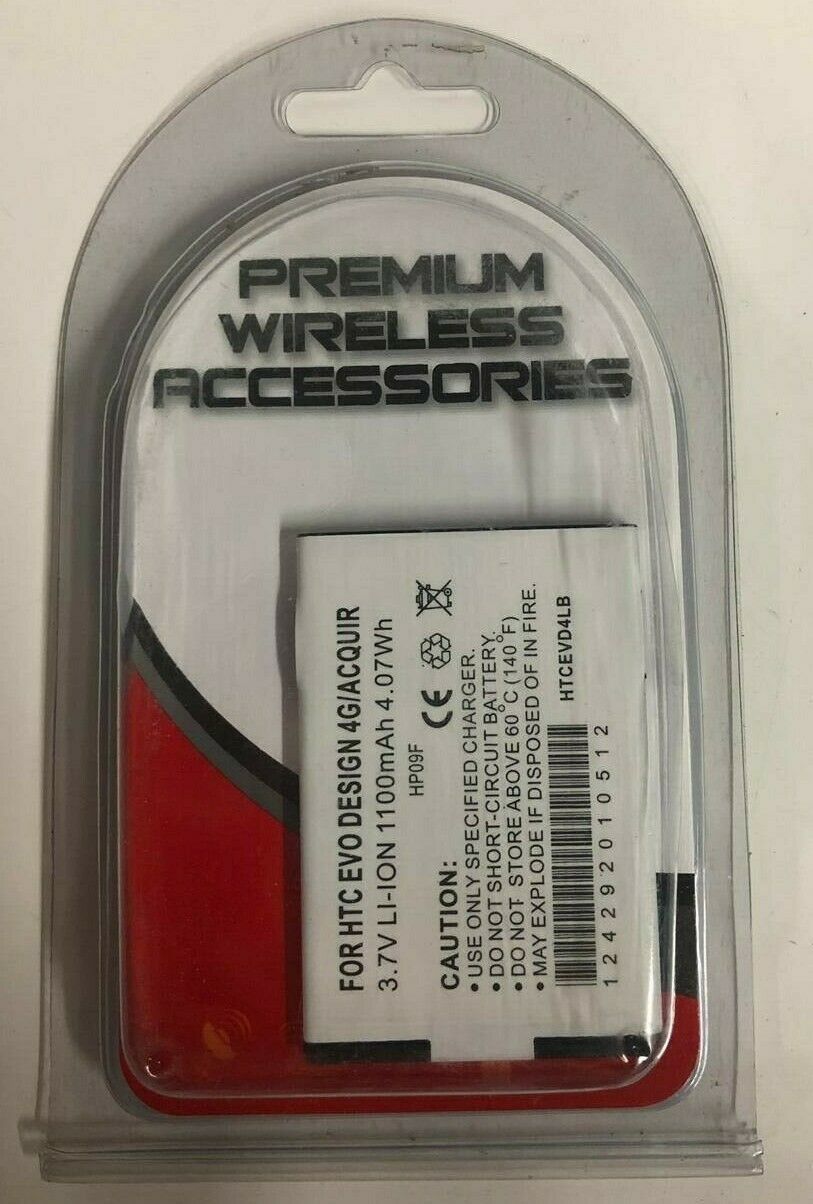 PREMIUM
WIRELESS
ACCESSORIES
FOR HTC EVO DESIGN 4G/ACQUIR
3.7V LI-ION 1100mAh 4.07Wh
HP09F
CE
CAUTION:
• USE ONLY SPECIFIED CHARGER.
• DO NOT SHORT-CIRCUIT BATTERY.
• DO NOT STORE ABOVE 60°C (140°F)
• MAY EXPLODE IF DISPOSED OF IN FIRE.
HTCEVD4LB
124292010512